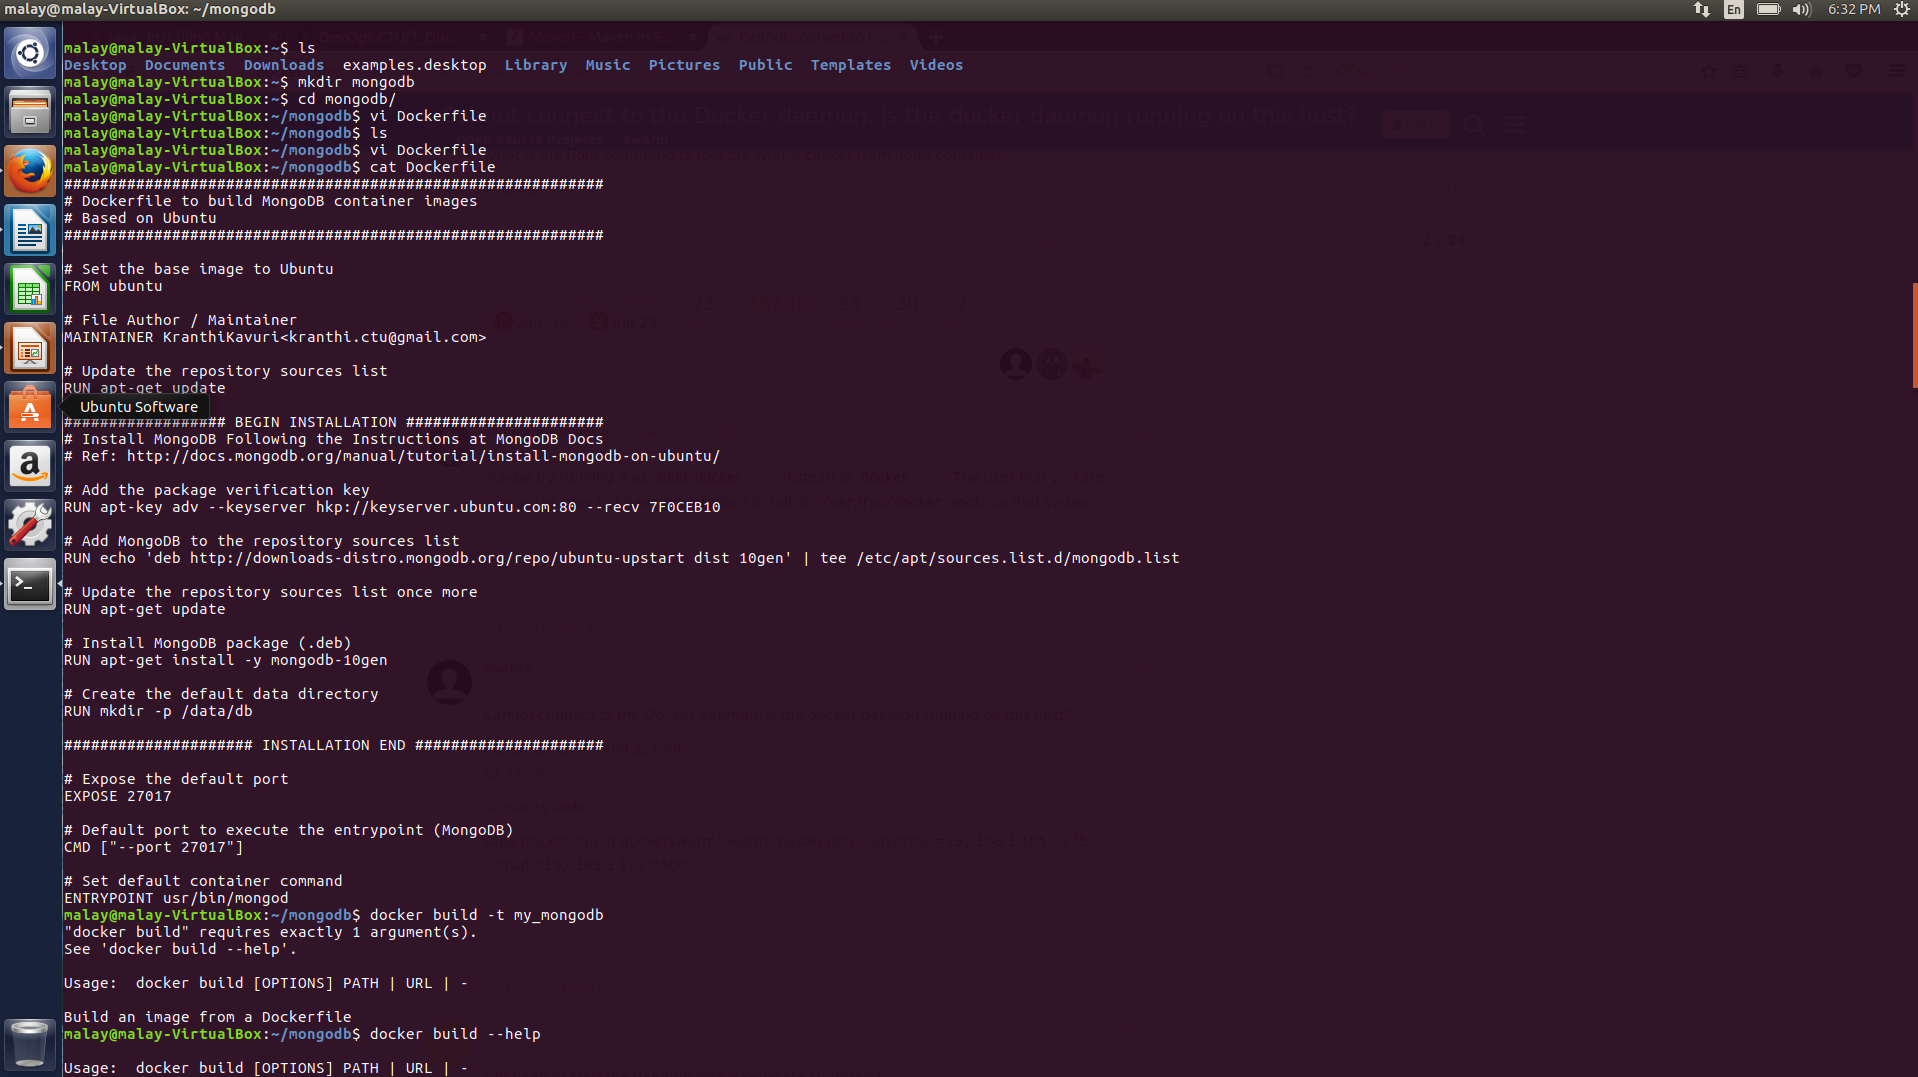 malay@malay-VirtualBox: ~/mongodb
En
6:32 PM
malay@malay-VirtualBox:~$ ls
Desktop  Documents  Downloads  examples.desktop  Library  Music  Pictures  Public  Templates  Videos
malay@malay-VirtualBox:~$ mkdir mongodb
malay@malay-VirtualBox:~$ cd mongodb/
malay@malay-VirtualBox:~/mongodb$ vi Dockerfile
malay@malay-VirtualBox:~/mongodb$ ls
malay@malay-VirtualBox:~/mongodb$ vi Dockerfile
malay@malay-VirtualBox:~/mongodb$ cat Dockerfile
############################################################
# Dockerfile to build MongoDB container images
# Based on Ubuntu
############################################################
# Set the base image to Ubuntu
FROM ubuntu
# File Author / Maintainer
MAINTAINER KranthiKavuri<kranthi.ctu@gmail.com>
# Update the repository sources list
RUN apt-get update
Ubuntu Software
################## BEGIN INSTALLATION ######################
# Install MongoDB Following the Instructions at MongoDB Docs
# Ref: http://docs.mongodb.org/manual/tutorial/install-mongodb-on-ubuntu/
# Add the package verification key
RUN apt-key adv --keyserver hkp://keyserver.ubuntu.com:80 --recv 7F0CEB10
# Add MongoDB to the repository sources list
RUN echo 'deb http://downloads-distro.mongodb.org/repo/ubuntu-upstart dist 10gen' | tee /etc/apt/sources.list.d/mongodb.list
# Update the repository sources list once more
RUN apt-get update
# Install MongoDB package (.deb)
RUN apt-get install -y mongodb-10gen
# Create the default data directory
RUN mkdir -p /data/db
##################### INSTALLATION END #####################
# Expose the default port
EXPOSE 27017
# Default port to execute the entrypoint (MongoDB)
CMD ["--port 27017"]
# Set default container command
ENTRYPOINT usr/bin/mongod
malay@malay-VirtualBox:~/mongodb$ docker build -t my_mongodb
"docker build" requires exactly 1 argument(s).
See 'docker build --help'.
Usage:  docker build [OPTIONS] PATH | URL | -
Build an image from a Dockerfile
malay@malay-VirtualBox:~/mongodb$ docker build --help
Usage:  docker build [OPTIONS] PATH | URL | -